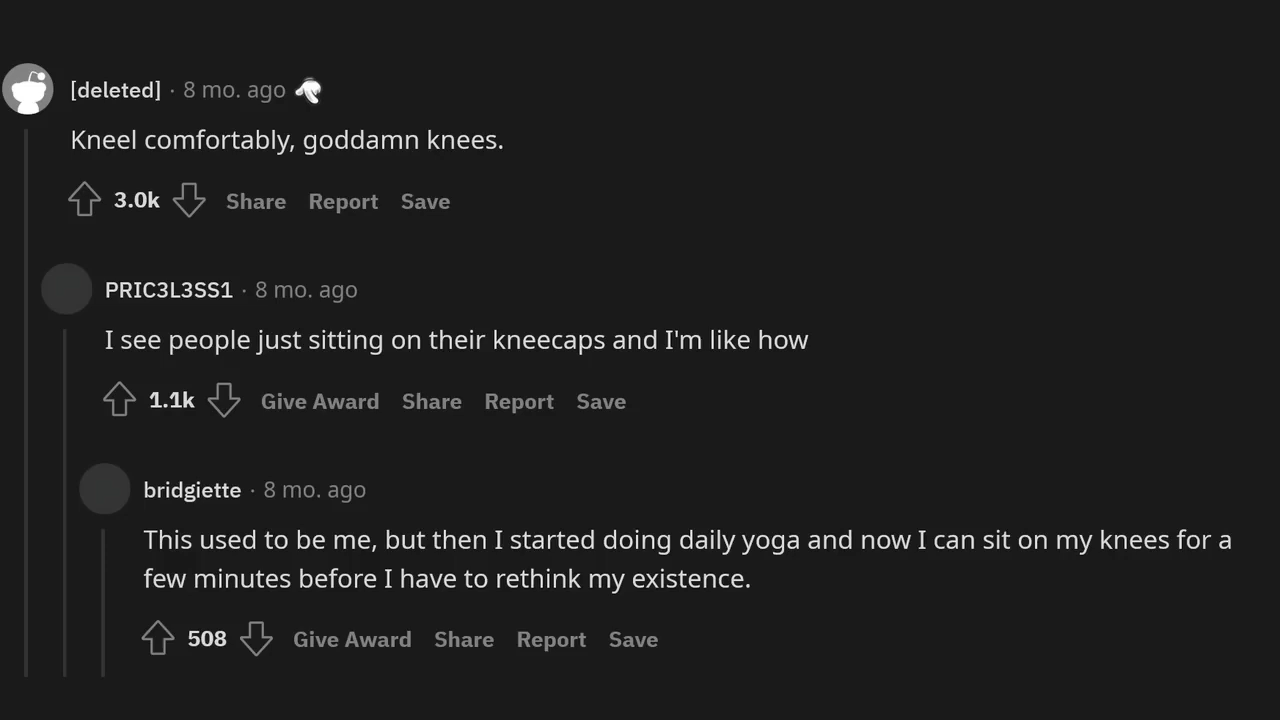 [deleted] · 8 mo. ago
Kneel comfortably, goddamn knees.
3.0k Share Report Save
PRIC3L3SS1 · 8 mo. ago
I see people just sitting on their kneecaps and I'm like how
1.1k Give Award Share Report Save
bridgiette · 8 mo. ago
This used to be me, but then I started doing daily yoga and now I can sit on my knees for a
few minutes before I have to rethink my existence.
508 Give Award Share Report Save